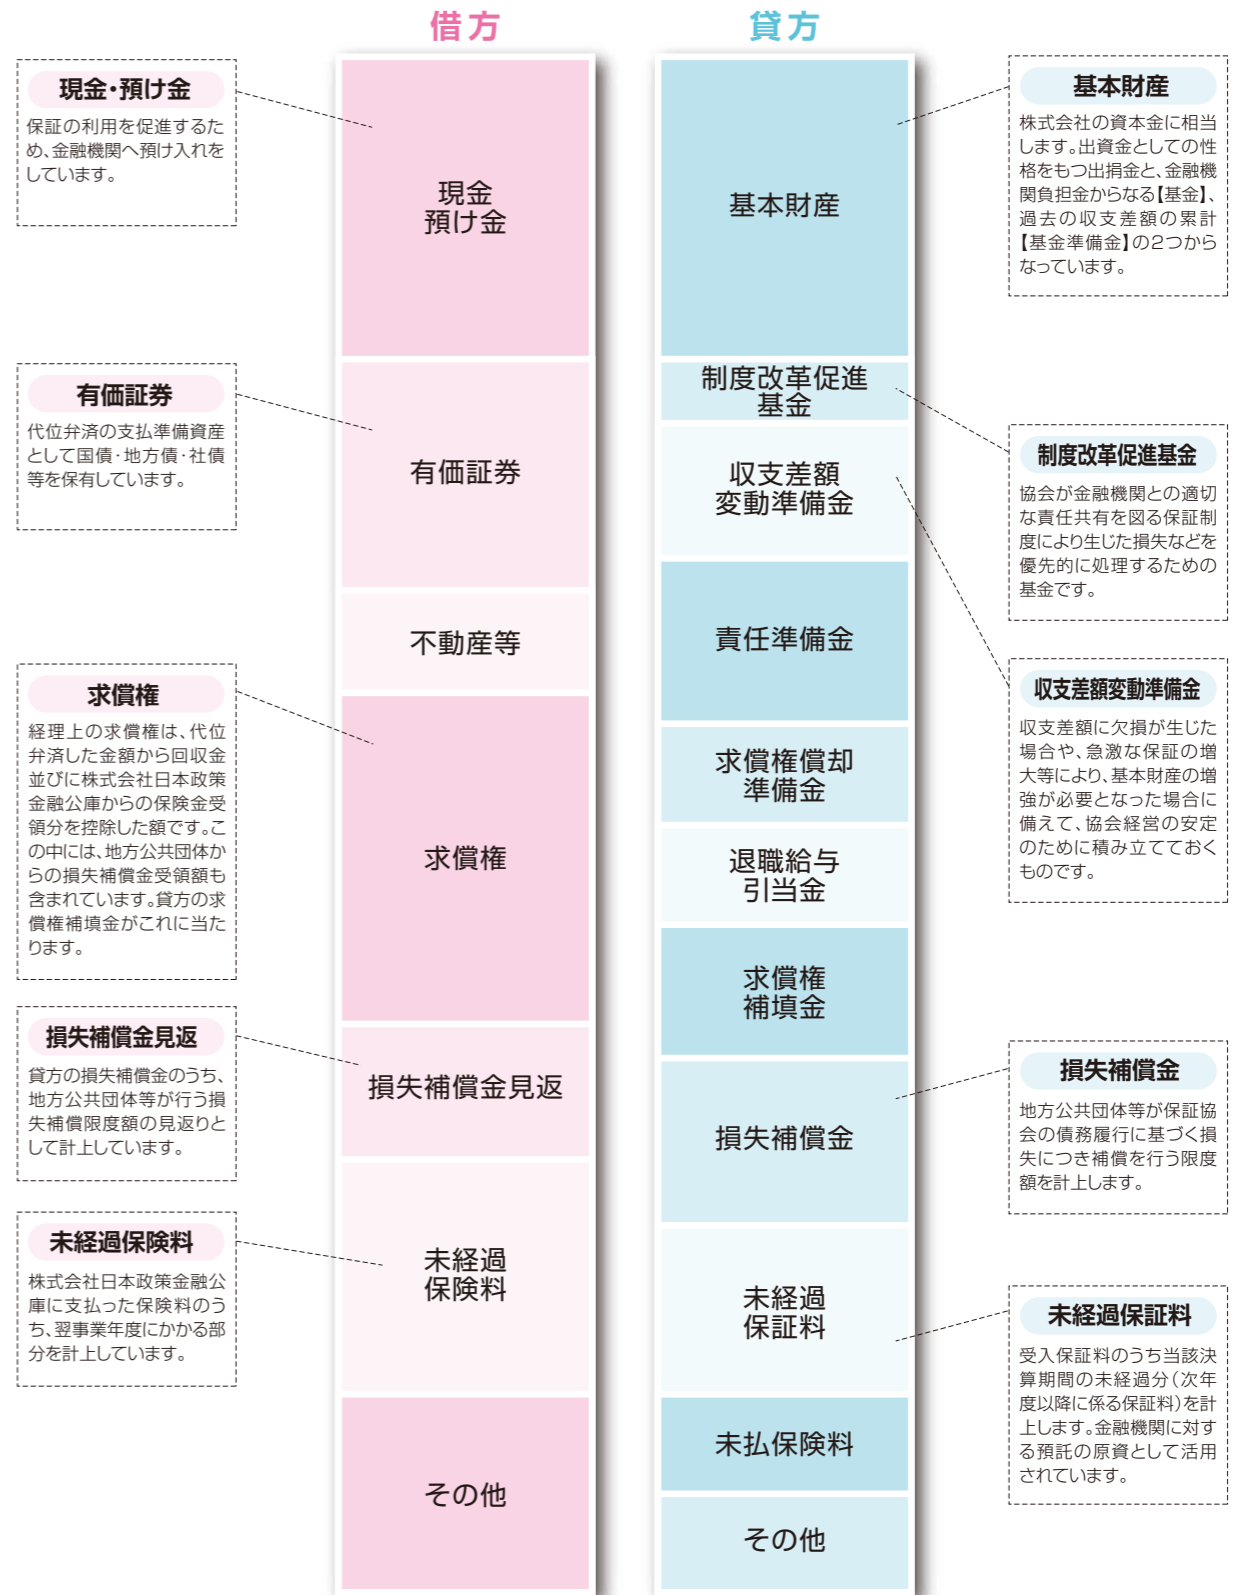 借方
貸方
現金・預け金
保証の利用を促進するた
め、金融機関へ預け入れを
しています。
有価証券
代位弁済の支払準備資産
として国債・地方債・社債
等を保有しています。
求償権
経理上の求償権は、代位
弁済した金額から回収金
並びに株式会社日本政策
金融公庫からの保険金受
領分を控除した額です。こ
の中には、地方公共団体か
らの損失補償金受領額も
含まれています。貸方の求
償権補填金がこれに当た
ります。
損失補償金見返
貸方の損失補償金のうち、
地方公共団体等が行う損
失補償限度額の見返りと
して計上しています。
未経過保険料
株式会社日本政策金融公
庫に支払った保険料のう
ち、翌事業年度にかかる部
分を計上しています。
現金
預け金
有価証券
不動産等
求償権
損失補償金見返
未経過
保険料
その他
基本財産
制度改革促進
基金
収支差額
変動準備金
責任準備金
求償権償却
準備金
退職給与
引当金
求償権
補填金
損失補償金
未経過
保証料
未払保険料
その他
基本財産
株式会社の資本金に相当
します。出資金としての性
格をもつ出捐金と、金融機
関負担金からなる【基金】、
過去の収支差額の累計
【基金準備金】の2つから
なっています。
制度改革促進基金
協会が金融機関との適切
な責任共有を図る保証制
度により生じた損失などを
優先的に処理するための
基金です。
収支差額変動準備金
収支差額に欠損が生じた
場合や、急激な保証の増
大等により、基本財産の増
強が必要となった場合に
備えて、協会経営の安定
のために積み立てておく
ものです。
損失補償金
地方公共団体等が保証協
会の債務履行に基づく損
失につき補償を行う限度
額を計上します。
未経過保証料
受入保証料のうち当該決
算期間の未経過分(次年
度以降に係る保証料)を計
上します。金融機関に対す
る預託の原資として活用
されています。